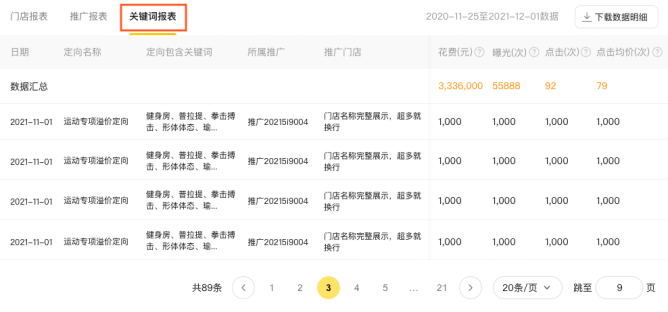 门店报表 推广报表 关键词报表 2020-11-25至2021-12-01数据 下载数据明细
日期 定向名称 定向包含关键词 所属推广 推广门店 花费(元) 曝光(次) 点击(次) 点击均价(次)
数据汇总 3,336,000 55888 92 79
2021-11-01 运动专项溢价定向 健身房、普拉提、拳击搏击、形体体态、瑜... 推广20215i9004 门店名称完整展示，超多就换行 1,000 1,000 1,000 1,000
2021-11-01 运动专项溢价定向 健身房、普拉提、拳击搏击、形体体态、瑜... 推广20215i9004 门店名称完整展示，超多就换行 1,000 1,000 1,000 1,000
2021-11-01 运动专项溢价定向 健身房、普拉提、拳击搏击、形体体态、瑜... 推广20215i9004 门店名称完整展示，超多就换行 1,000 1,000 1,000 1,000
2021-11-01 运动专项溢价定向 健身房、普拉提、拳击搏击、形体体态、瑜... 推广20215i9004 门店名称完整展示，超多就换行 1,000 1,000 1,000 1,000
共89条 < 1 2 3 4 5 ... 21 > 20条/页 跳至 9 页